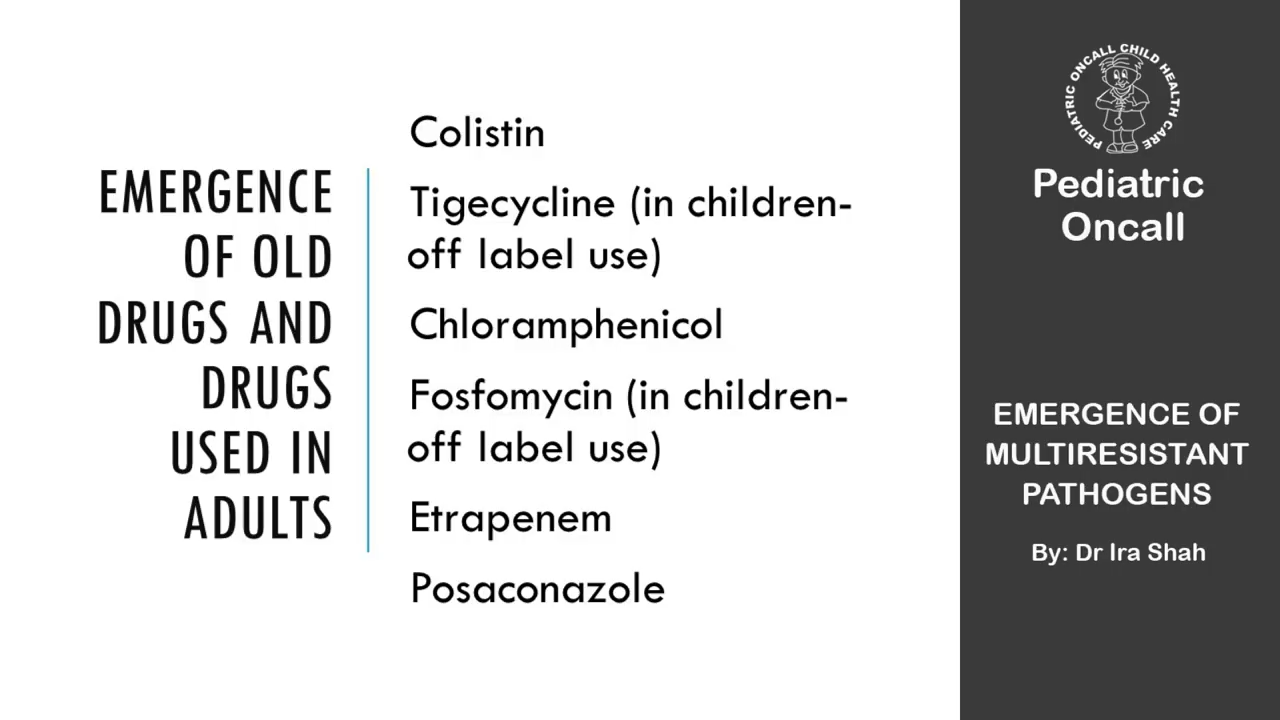 EMERGENCE
OF OLD
DRUGS AND
DRUGS
USED IN
ADULTS
Colistin
Tigecycline (in children-
off label use)
Chloramphenicol
Fosfomycin (in children-
off label use)
Etrapenem
Posaconazole
PEDIATRIC ONCALL CHILD HEALTH CARE
Pediatric
Oncall
EMERGENCE OF
MULTIRESISTANT
PATHOGENS
By: Dr Ira Shah